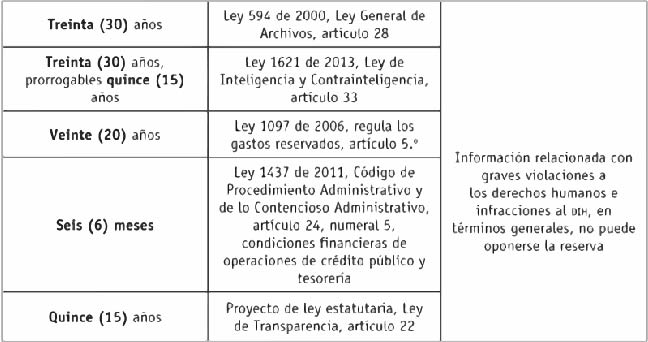 Treinta (30) años
Ley 594 de 2000, Ley General de
Archivos, artículo 28
Treinta (30) años,
prorrogables quince (15)
años
Ley 1621 de 2013, Ley de
Inteligencia y Contrainteligencia,
artículo 33
Veinte (20) años
Ley 1097 de 2006, regula los
gastos reservados, artículo 5.º
Seis (6) meses
Ley 1437 de 2011, Código de
Procedimiento Administrativo y
de lo Contencioso Administrativo,
artículo 24, numeral 5,
condiciones financieras de
operaciones de crédito público y
tesorería
Quince (15) años
Proyecto de ley estatutaria, Ley
de Transparencia, artículo 22
Información relacionada con
graves violaciones a
los derechos humanos e
infracciones al DIH, en
términos generales, no puede
oponerse la reserva